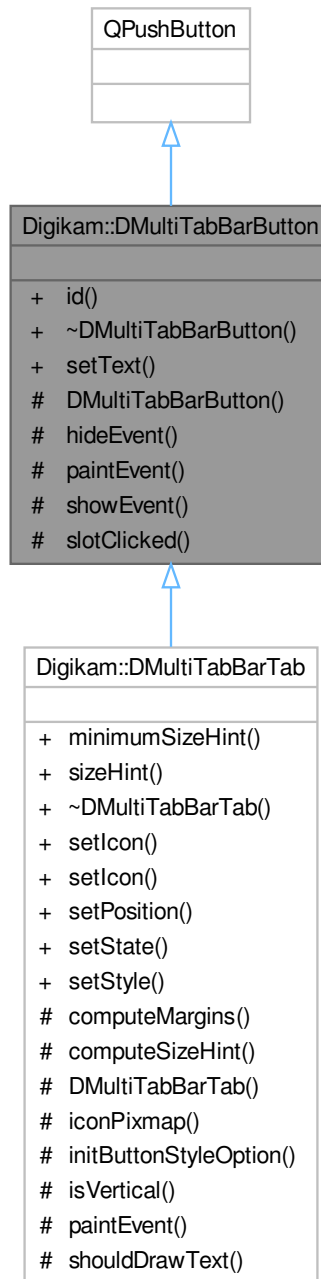 QPushButton
Digikam::DMultiTabBarButton
+ id()
+ ~DMultiTabBarButton()
+ setText()
# DMultiTabBarButton()
# hideEvent()
# paintEvent()
# showEvent()
# slotClicked()
Digikam::DMultiTabBarTab
+ minimumSizeHint()
+ sizeHint()
+ ~DMultiTabBarTab()
+ setIcon()
+ setIcon()
+ setPosition()
+ setState()
+ setStyle()
# computeMargins()
# computeSizeHint()
# DMultiTabBarTab()
# iconPixmap()
# initButtonStyleOption()
# isVertical()
# paintEvent()
# shouldDrawText()